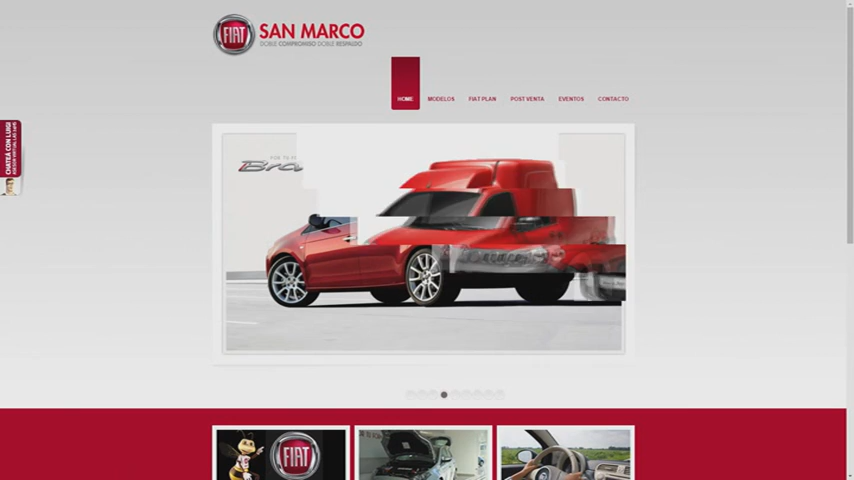 FIAT
SAN MARCO
DOBLE COMPROMISO DOBLE RESPALDO
HOME
MODELOS
FIAT PLAN
POST VENTA
EVENTOS
CONTACTO
CHATEÁ CON LUIGI
Bra
FIAT